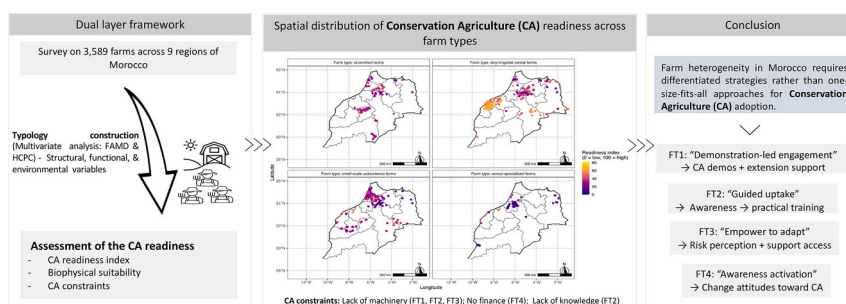 Dual layer framework
Survey on 3,589 farms across 9 regions of
Morocco
Typology construction
(Multivariate analysis: FAMD &
HCPC) - Structural, functional, &
environmental variables
Assessment of the CA readiness
- CA readiness index
- Biophysical suitability
- CA constraints
Spatial distribution of Conservation Agriculture (CA) readiness across
farm types
Farm type: diversified farms
Farm type: drip-irrigated cereal farms
Farm type: small-scale subsistence farms
Farm type: cereal-specialized farms
Longitude
Readiness index
(0 = low, 100 = high)
80
60
40
20
0
CA constraints: Lack of machinery (FT1, FT2, FT3); No finance (FT4); Lack of knowledge (FT2)
Conclusion
Farm heterogeneity in Morocco requires
differentiated strategies rather than one-
size-fits-all approaches for Conservation
Agriculture (CA) adoption.
FT1: “Demonstration-led engagement”
→ CA demos + extension support
FT2: “Guided uptake”
→ Awareness → practical training
FT3: “Empower to adapt”
→ Risk perception + support access
FT4: “Awareness activation”
→ Change attitudes toward CA